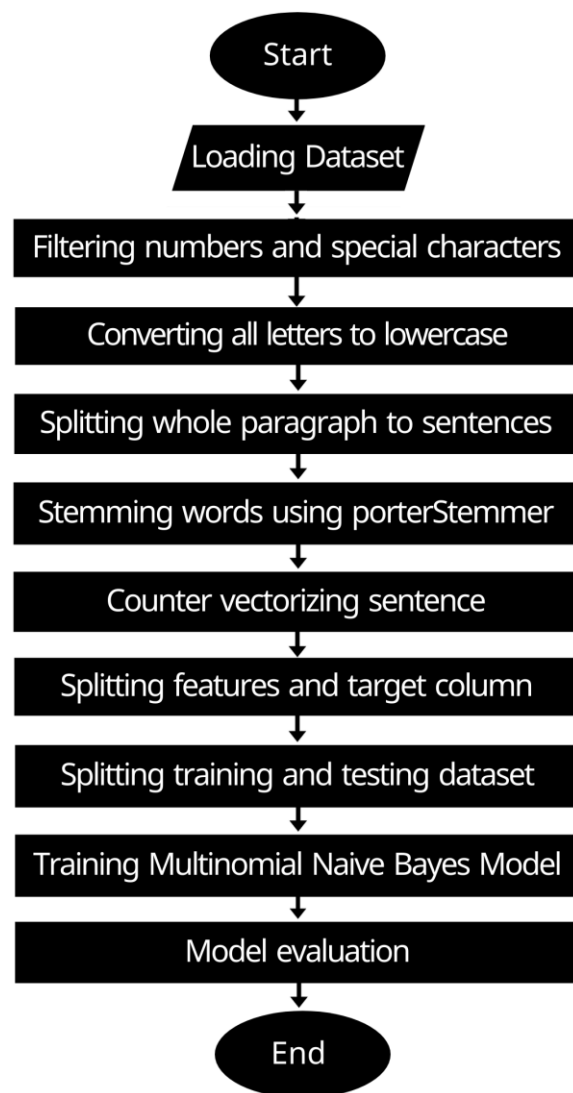 Start
Loading Dataset
Filtering numbers and special characters
Converting all letters to lowercase
Splitting whole paragraph to sentences
Stemming words using porterStemmer
Counter vectorizing sentence
Splitting features and target column
Splitting training and testing dataset
Training Multinomial Naive Bayes Model
Model evaluation
End